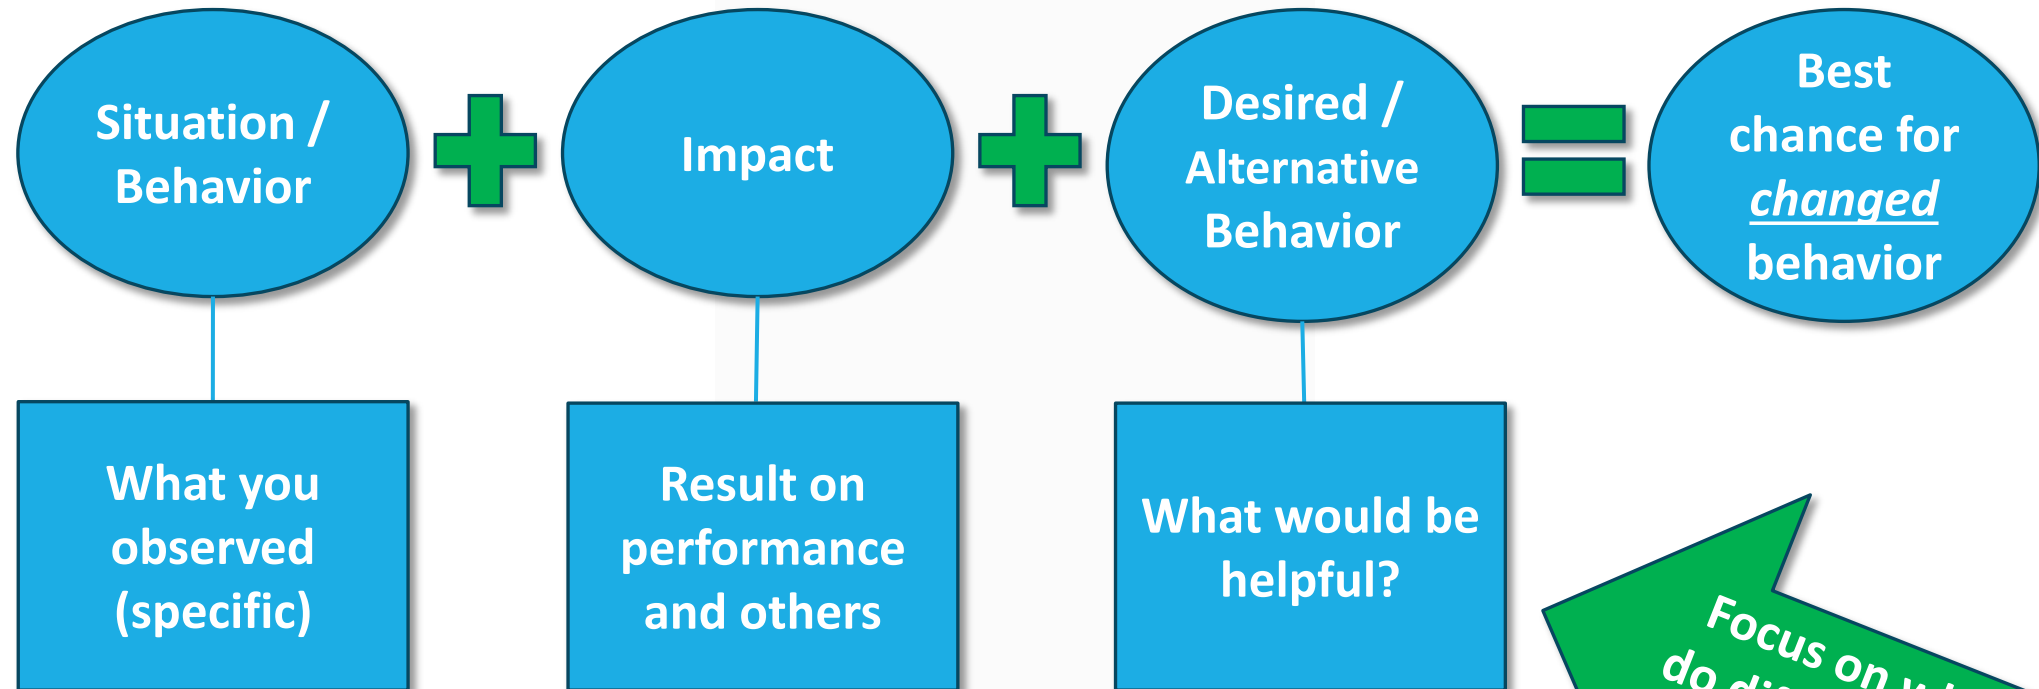 Situation /
Behavior
Impact
Desired /
Alternative
Behavior
Best
chance for
changed
behavior
What you
observed
(specific)
Result on
performance
and others
What would be
helpful?
Focus on
do